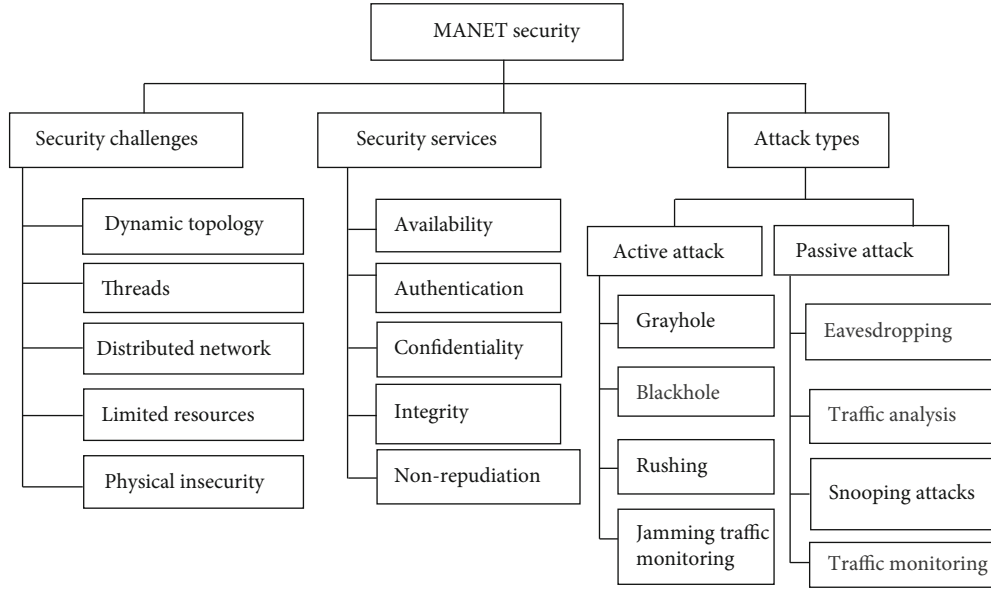 MANET security
Security challenges
Dynamic topology
Threads
Distributed network
Limited resources
Physical insecurity
Security services
Availability
Authentication
Confidentiality
Integrity
Non-repudiation
Attack types
Active attack
Grayhole
Blackhole
Rushing
Jamming traffic
monitoring
Passive attack
Eavesdropping
Traffic analysis
Snooping attacks
Traffic monitoring